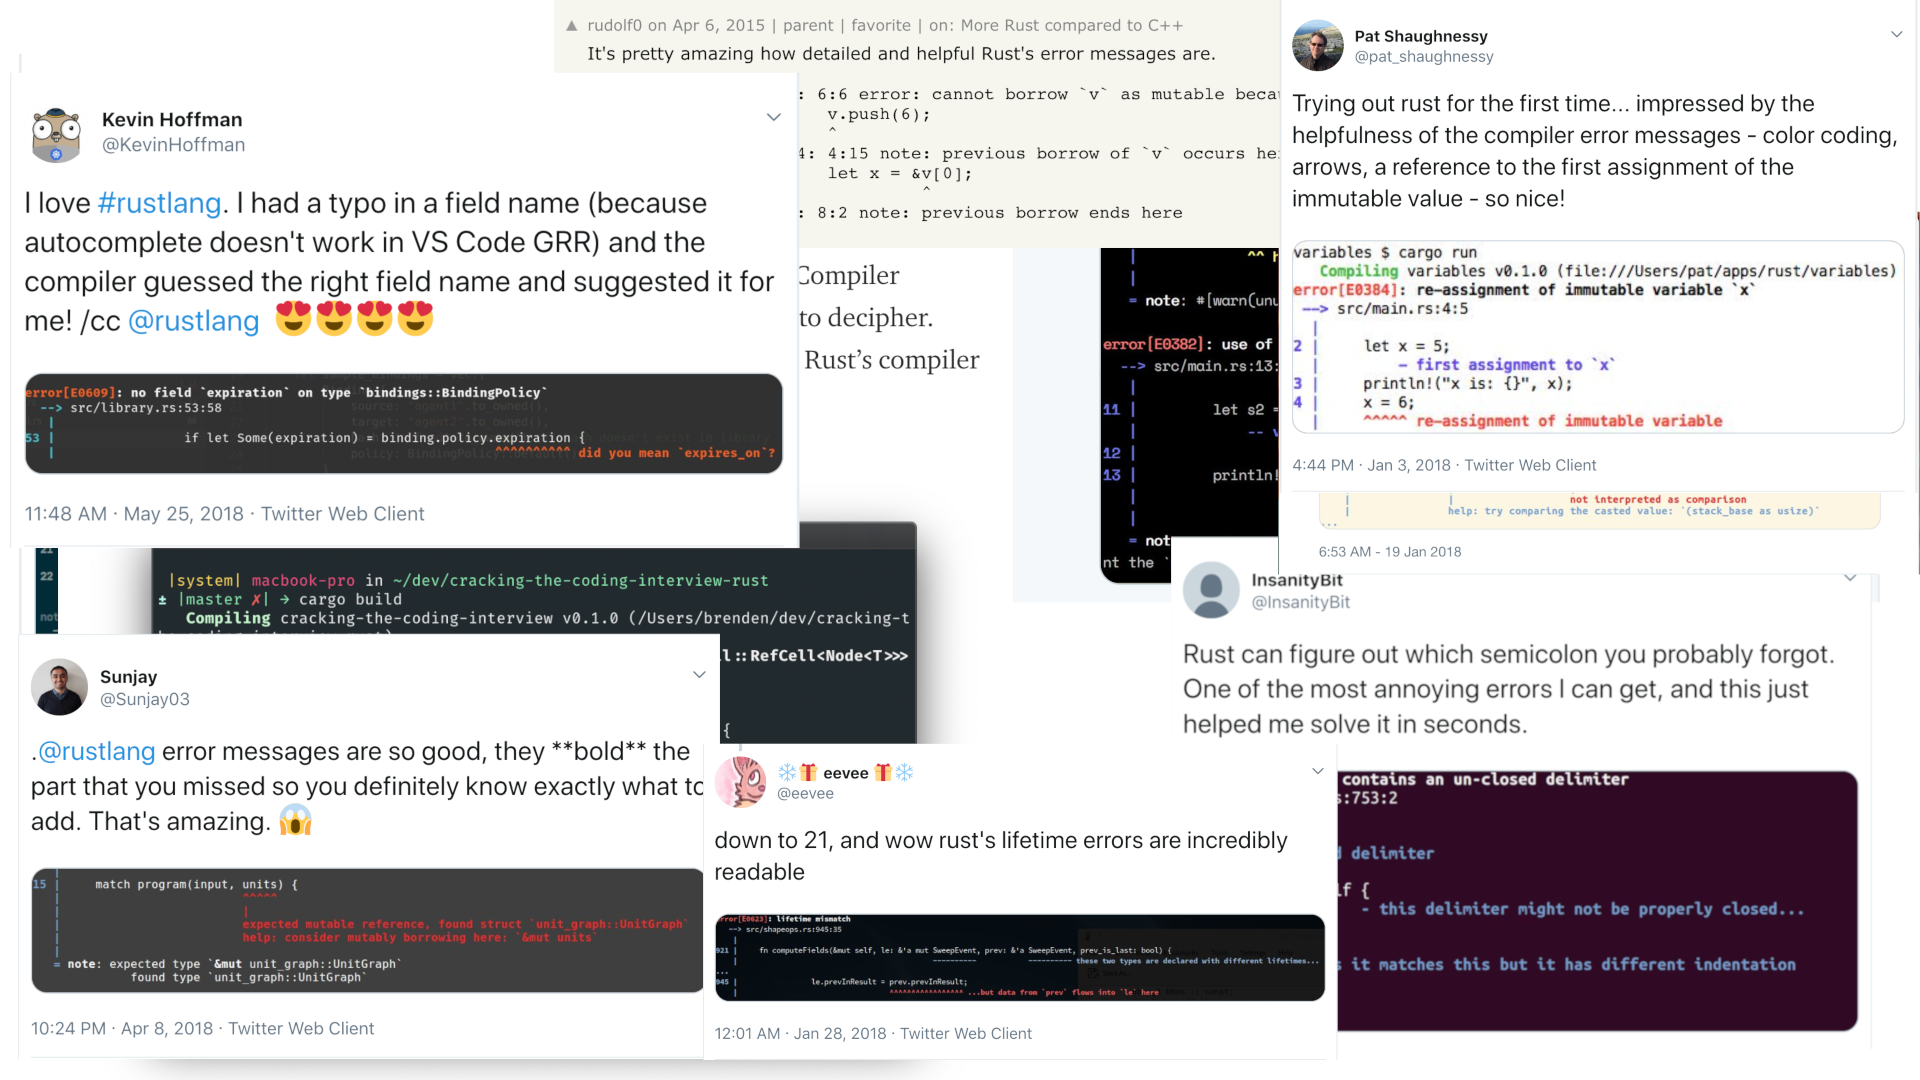 ▲ rudolf0 on Apr 6, 2015 | parent | favorite | on: More Rust compared to C++
It's pretty amazing how detailed and helpful Rust's error messages are.
: 6:6 error: cannot borrow `v` as mutable beca
v.push(6);
^
4: 4:15 note: previous borrow of `v` occurs he
let x = &v[0];
^
: 8:2 note: previous borrow ends here
Kevin Hoffman
@KevinHoffman
I love #rustlang. I had a typo in a field name (because
autocomplete doesn't work in VS Code GRR) and the
compiler guessed the right field name and suggested it for
me! /cc @rustlang 😍😍😍😍
error[E0609]: no field `expiration` on type `bindings::BindingPolicy`
--> src/library.rs:53:58
|
53 | if let Some(expiration) = binding.policy.expiration {
| ^^^^^^^^^^ did you mean `expires_on`?
11:48 AM · May 25, 2018 · Twitter Web Client
Compiler
to decipher.
Rust's compiler
^^
= note: #[warn(unu
error[E0382]: use of
--> src/main.rs:13:
|
11 | let s2 =
| -- v
12 |
13 | println!
|
= not
nt the `
Pat Shaughnessy
@pat_shaughnessy
Trying out rust for the first time... impressed by the
helpfulness of the compiler error messages - color coding,
arrows, a reference to the first assignment of the
immutable value - so nice!
variables $ cargo run
Compiling variables v0.1.0 (file:///Users/pat/apps/rust/variables)
error[E0384]: re-assignment of immutable variable `x`
--> src/main.rs:4:5
|
2 | let x = 5;
| - first assignment to `x`
3 | println!("x is: {}", x);
4 | x = 6;
| ^^^^^ re-assignment of immutable variable
4:44 PM · Jan 3, 2018 · Twitter Web Client
| | not interpreted as comparison
| help: try comparing the casted value: `(stack_base as usize)`
...
6:53 AM - 19 Jan 2018
21
22
not
|system| macbook-pro in ~/dev/cracking-the-coding-interview-rust
± |master ✗| → cargo build
Compiling cracking-the-coding-interview v0.1.0 (/Users/brenden/dev/cracking-t
l::RefCell<Node<T>>>
{
InsanityBit
@InsanityBit
Rust can figure out which semicolon you probably forgot.
One of the most annoying errors I can get, and this just
helped me solve it in seconds.
contains an un-closed delimiter
s:753:2
delimiter
f {
- this delimiter might not be properly closed...
it matches this but it has different indentation
Sunjay
@Sunjay03
.@rustlang error messages are so good, they **bold** the
part that you missed so you definitely know exactly what to
add. That's amazing. 😱
15 | match program(input, units) {
| ^^^^^
| |
| expected mutable reference, found struct `unit_graph::UnitGraph`
| help: consider mutably borrowing here: `&mut units`
|
= note: expected type `&mut unit_graph::UnitGraph`
found type `unit_graph::UnitGraph`
10:24 PM · Apr 8, 2018 · Twitter Web Client
❄️🎁 eevee 🎁❄️
@eevee
down to 21, and wow rust's lifetime errors are incredibly
readable
rror[E0623]: lifetime mismatch
--> src/shapeops.rs:945:35
|
921 | fn computeFields(&mut self, le: &'a mut SweepEvent, prev: &'a SweepEvent, prev_is_last: bool) {
| ---------- ---------- these two types are declared with different lifetimes...
...
945 | le.prevInResult = prev.prevInResult;
| ^^^^^^^^^^^^^^^^^ ...but data from `prev` flows into `le` here
12:01 AM · Jan 28, 2018 · Twitter Web Client